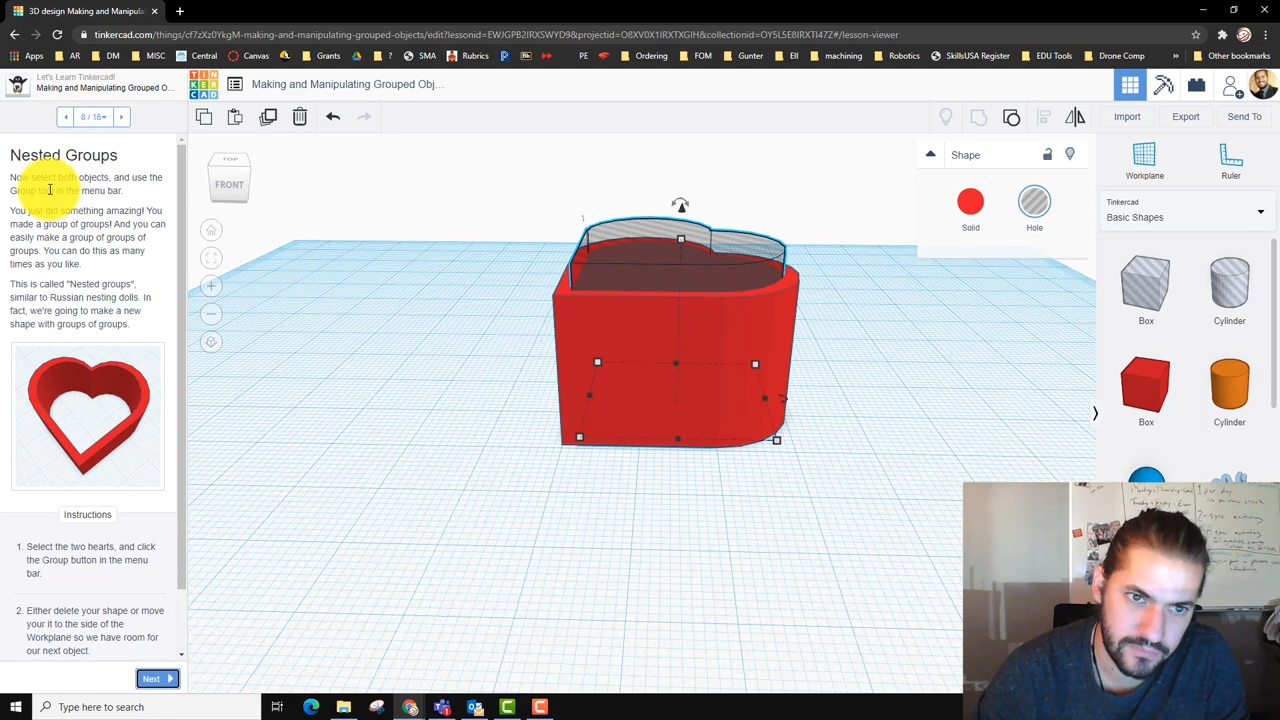 3D design Making and Manipula
tinkercad.com/things/cf7zXz0YkgM-making-and-manipulating-grouped-objects/edit?lessonid=EWJGPB2IRXSWYD9&projectid=O8XV0X1ITXTGIH&collectionid=OY5L5E8IRXTI47Z#/lesson-viewer
Apps AR DM MISC Central Making Grants ? SMA Rubrics PE Ordering FOM Gunter Ell machining Robotics SkillsUSA Register EDU Tools Drone Comp Other bookmarks
Let's Learn Tinkercad!
Making and Manipulating Grouped O...
TIN
KER
CAD
Making and Manipulating Grouped Obj...
8 / 16
Import Export Send To
Nested Groups
Now select both objects, and use the
Group tool in the menu bar.
You just did something amazing! You
made a group of groups! And you can
easily make a group of groups of
groups. You can do this as many
times as you like.
This is called "Nested groups",
similar to Russian nesting dolls. In
fact, we're going to make a new
shape with groups of groups.
Instructions
1. Select the two hearts, and click
the Group button in the menu
bar.
2. Either delete your shape or move
your it to the side of the
Workplane so we have room for
our next object.
Next
TOP
FRONT
Shape
Solid Hole
Workplane Ruler
Tinkercad
Basic Shapes
Box Cylinder
Box Cylinder
Type here to search